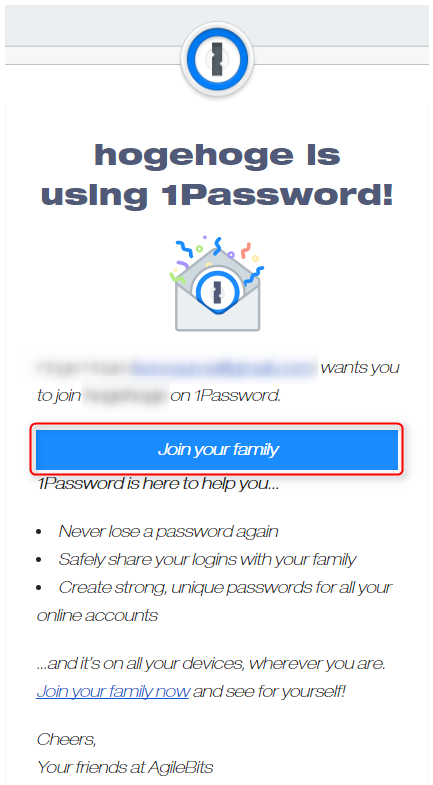 hogehoge is
using 1Password!
wants you
to join on 1Password.
Join your family
1Password is here to help you...
• Never lose a password again
• Safely share your logins with your family
• Create strong, unique passwords for all your
online accounts
...and it's on all your devices, wherever you are.
Join your family now and see for yourself!
Cheers,
Your friends at AgileBits